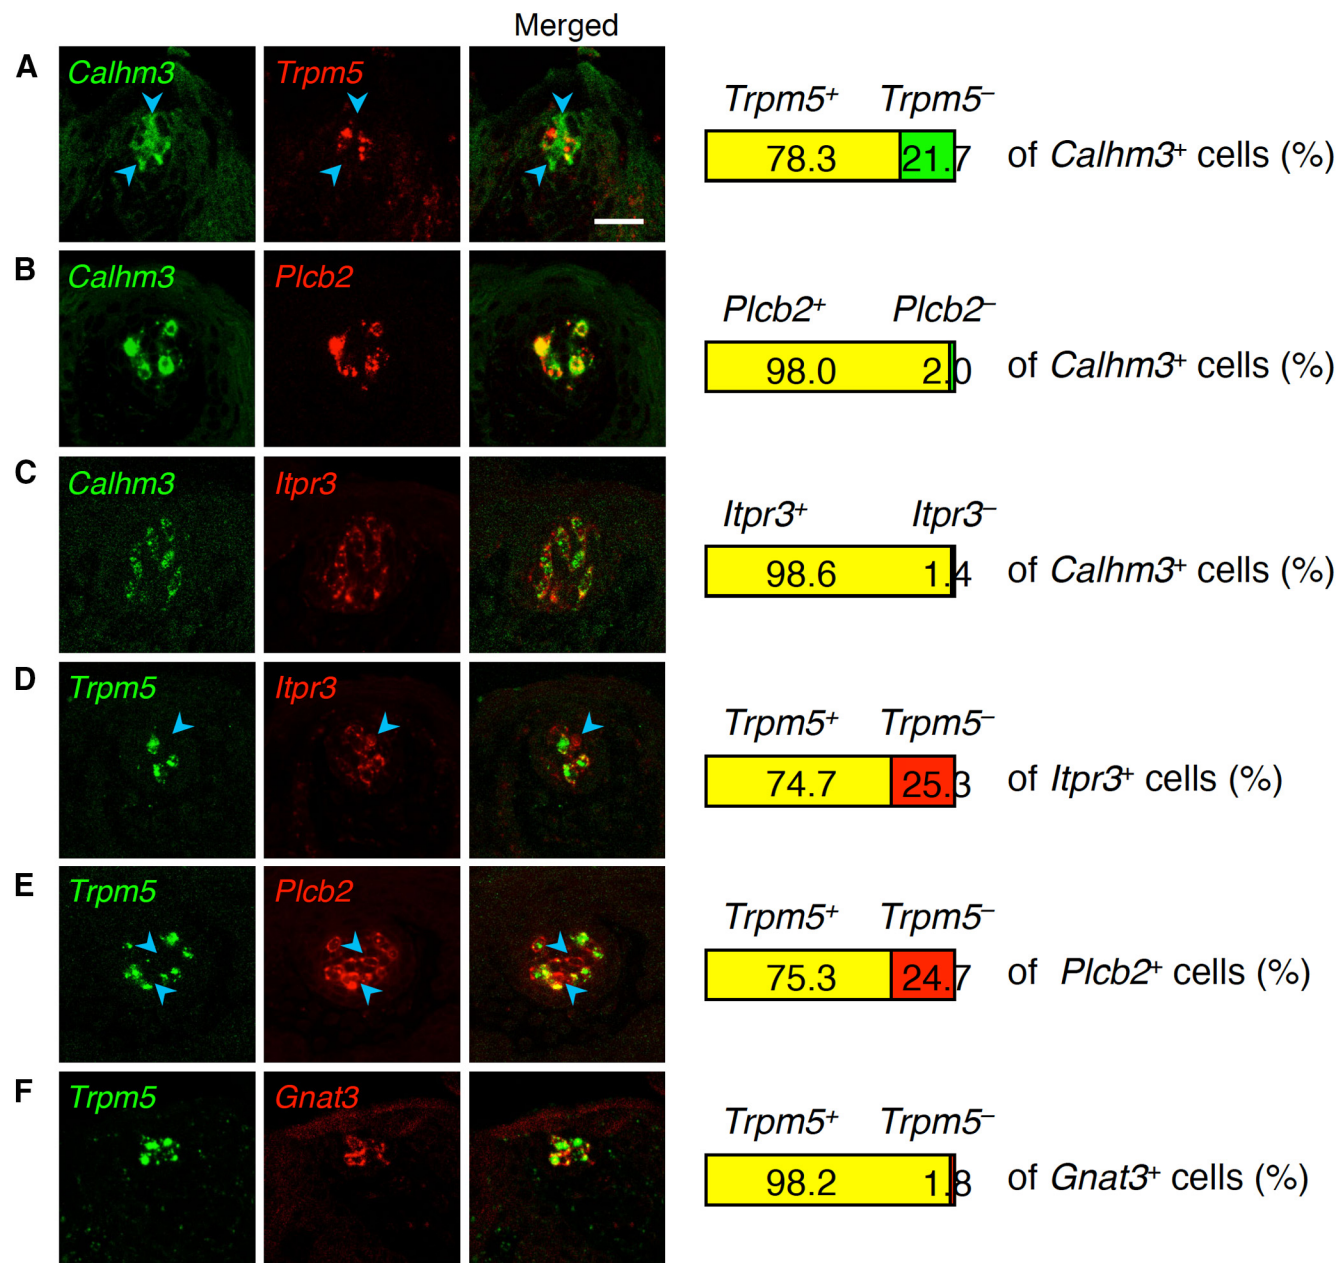 Merged
A
Calhm3
Trpm5
Trpm5⁺ Trpm5⁻
78.3 21.7 of Calhm3⁺ cells (%)
B
Calhm3
Plcb2
Plcb2⁺ Plcb2⁻
98.0 2.0 of Calhm3⁺ cells (%)
C
Calhm3
Itpr3
Itpr3⁺ Itpr3⁻
98.6 1.4 of Calhm3⁺ cells (%)
D
Trpm5
Itpr3
Trpm5⁺ Trpm5⁻
74.7 25.3 of Itpr3⁺ cells (%)
E
Trpm5
Plcb2
Trpm5⁺ Trpm5⁻
75.3 24.7 of Plcb2⁺ cells (%)
F
Trpm5
Gnat3
Trpm5⁺ Trpm5⁻
98.2 1.8 of Gnat3⁺ cells (%)